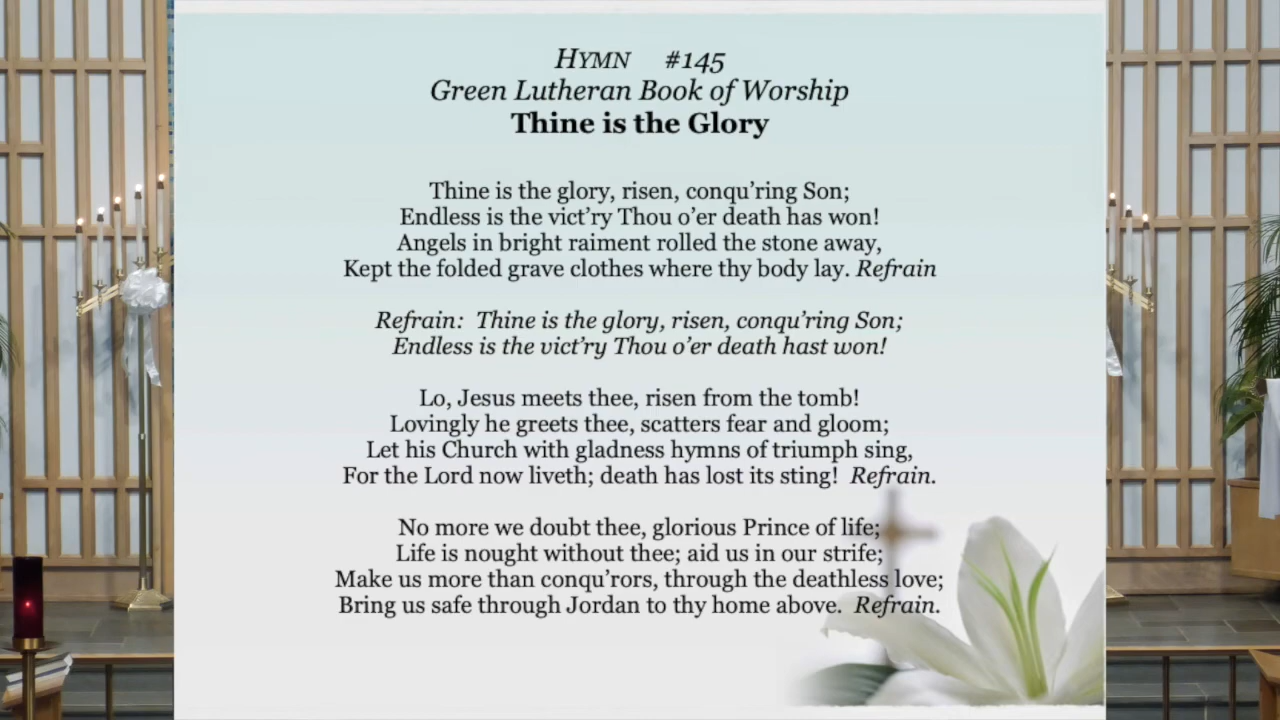 HYMN #145
Green Lutheran Book of Worship
Thine is the Glory
Thine is the glory, risen, conqu’ring Son;
Endless is the vict’ry Thou o’er death has won!
Angels in bright raiment rolled the stone away,
Kept the folded grave clothes where thy body lay. Refrain
Refrain: Thine is the glory, risen, conqu’ring Son;
Endless is the vict’ry Thou o’er death hast won!
Lo, Jesus meets thee, risen from the tomb!
Lovingly he greets thee, scatters fear and gloom;
Let his Church with gladness hymns of triumph sing,
For the Lord now liveth; death has lost its sting! Refrain.
No more we doubt thee, glorious Prince of life;
Life is nought without thee; aid us in our strife;
Make us more than conqu’rors, through the deathless love;
Bring us safe through Jordan to thy home above. Refrain.